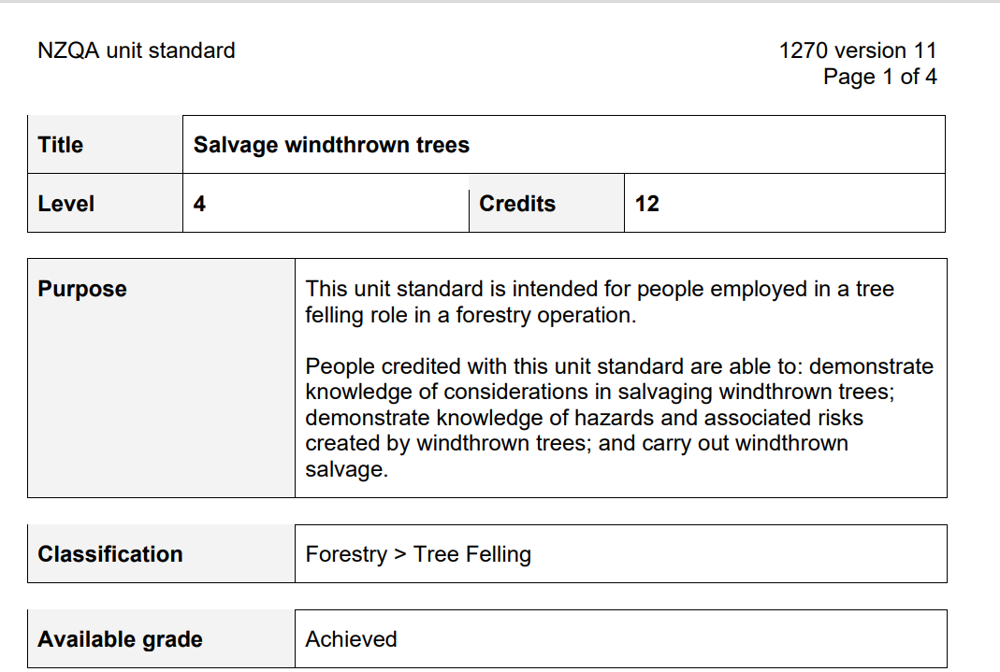 NZQA unit standard
1270 version 11
Page 1 of 4
Title
Salvage windthrown trees
Level
4
Credits
12
Purpose
This unit standard is intended for people employed in a tree
felling role in a forestry operation.
People credited with this unit standard are able to: demonstrate
knowledge of considerations in salvaging windthrown trees;
demonstrate knowledge of hazards and associated risks
created by windthrown trees; and carry out windthrown
salvage.
Classification
Forestry > Tree Felling
Available grade
Achieved